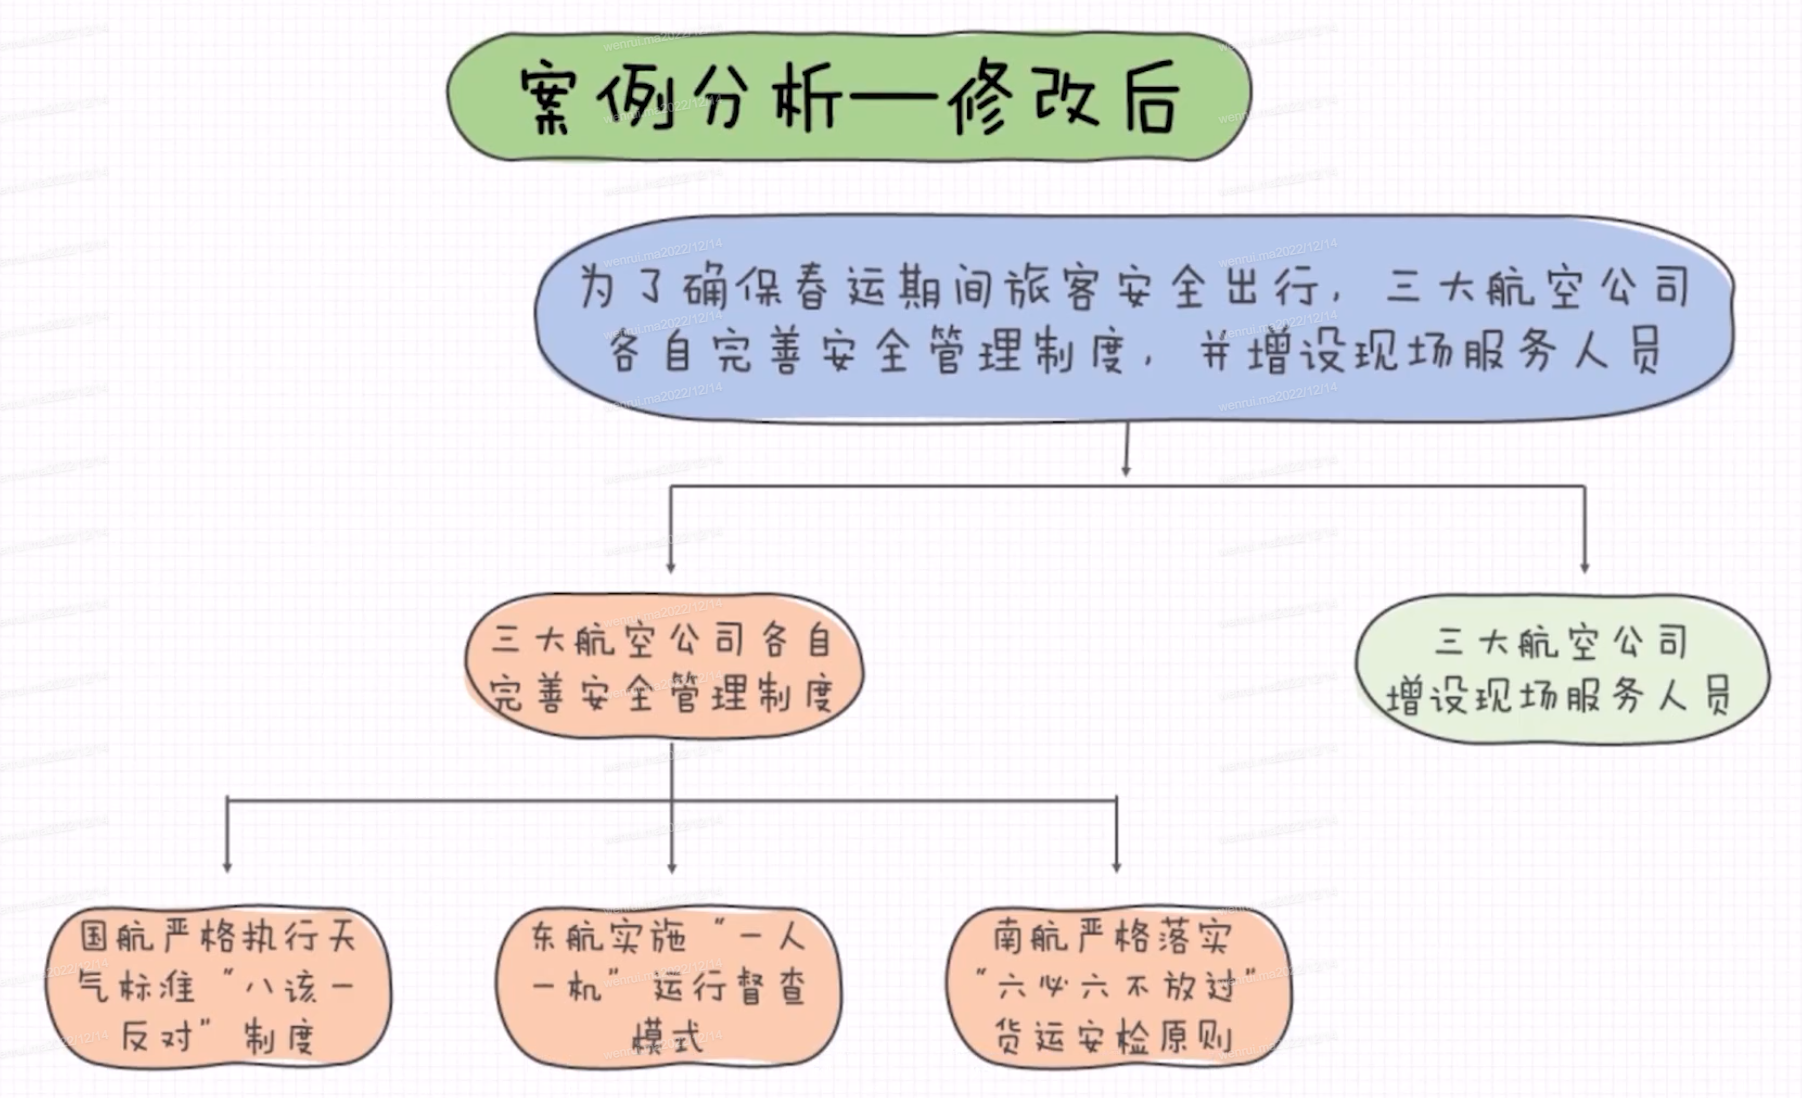 案例分析—修改后
为了确保春运期间旅客安全出行，三大航空公司
各自完善安全管理制度，并增设现场服务人员
三大航空公司各自
完善安全管理制度
三大航空公司
增设现场服务人员
国航严格执行天
气标准“八该一
反对”制度
东航实施“一人
一机”运行督查
模式
南航严格落实
“六必六不放过”
货运安检原则
wenrui.ma2022/12/14